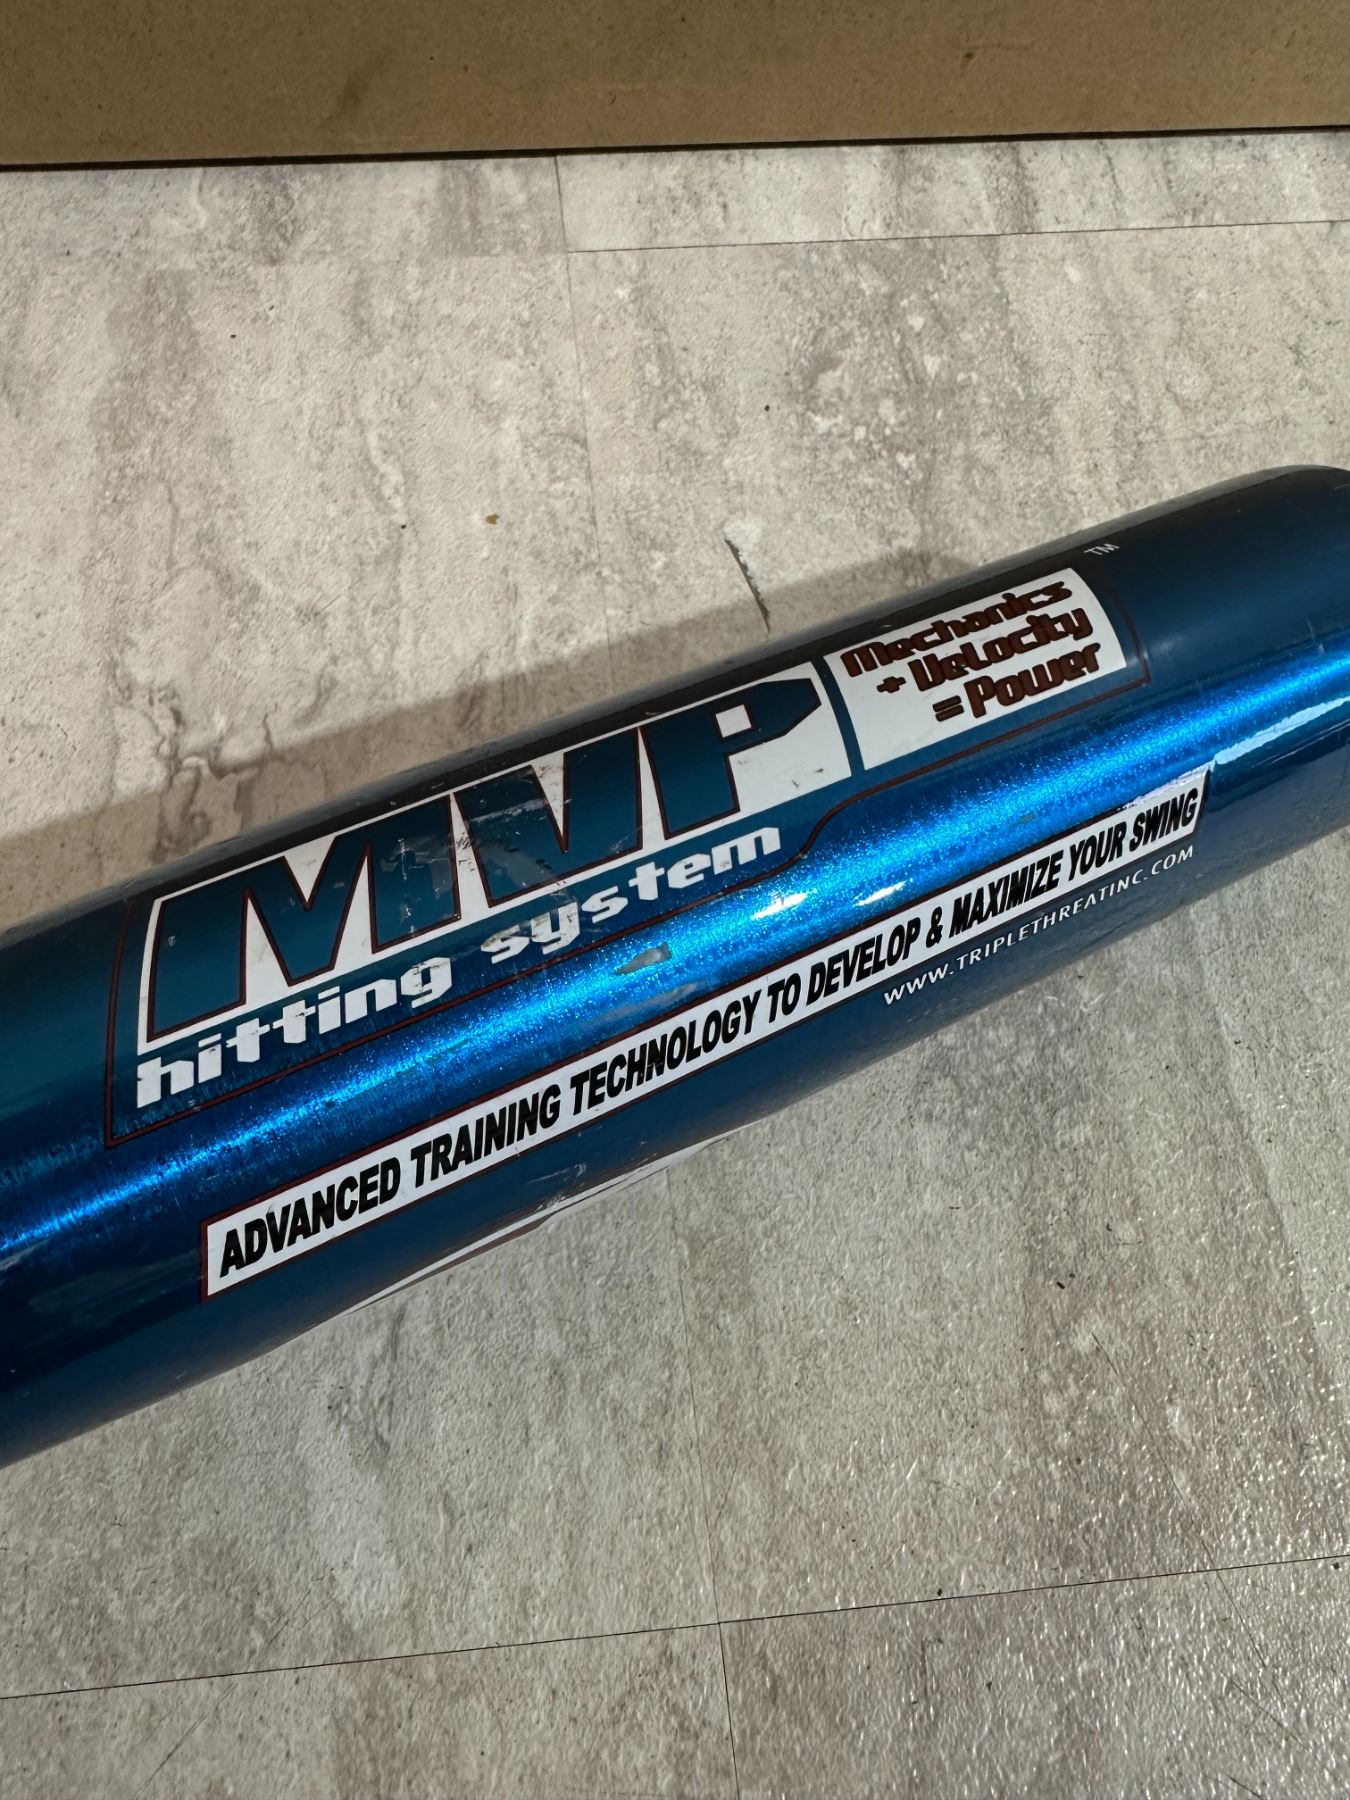 MVP
hitting system
Mechanics
+ Velocity
= Power
™
ADVANCED TRAINING TECHNOLOGY TO DEVELOP & MAXIMIZE YOUR SWING
WWW.TRIPLETHREATINC.COM